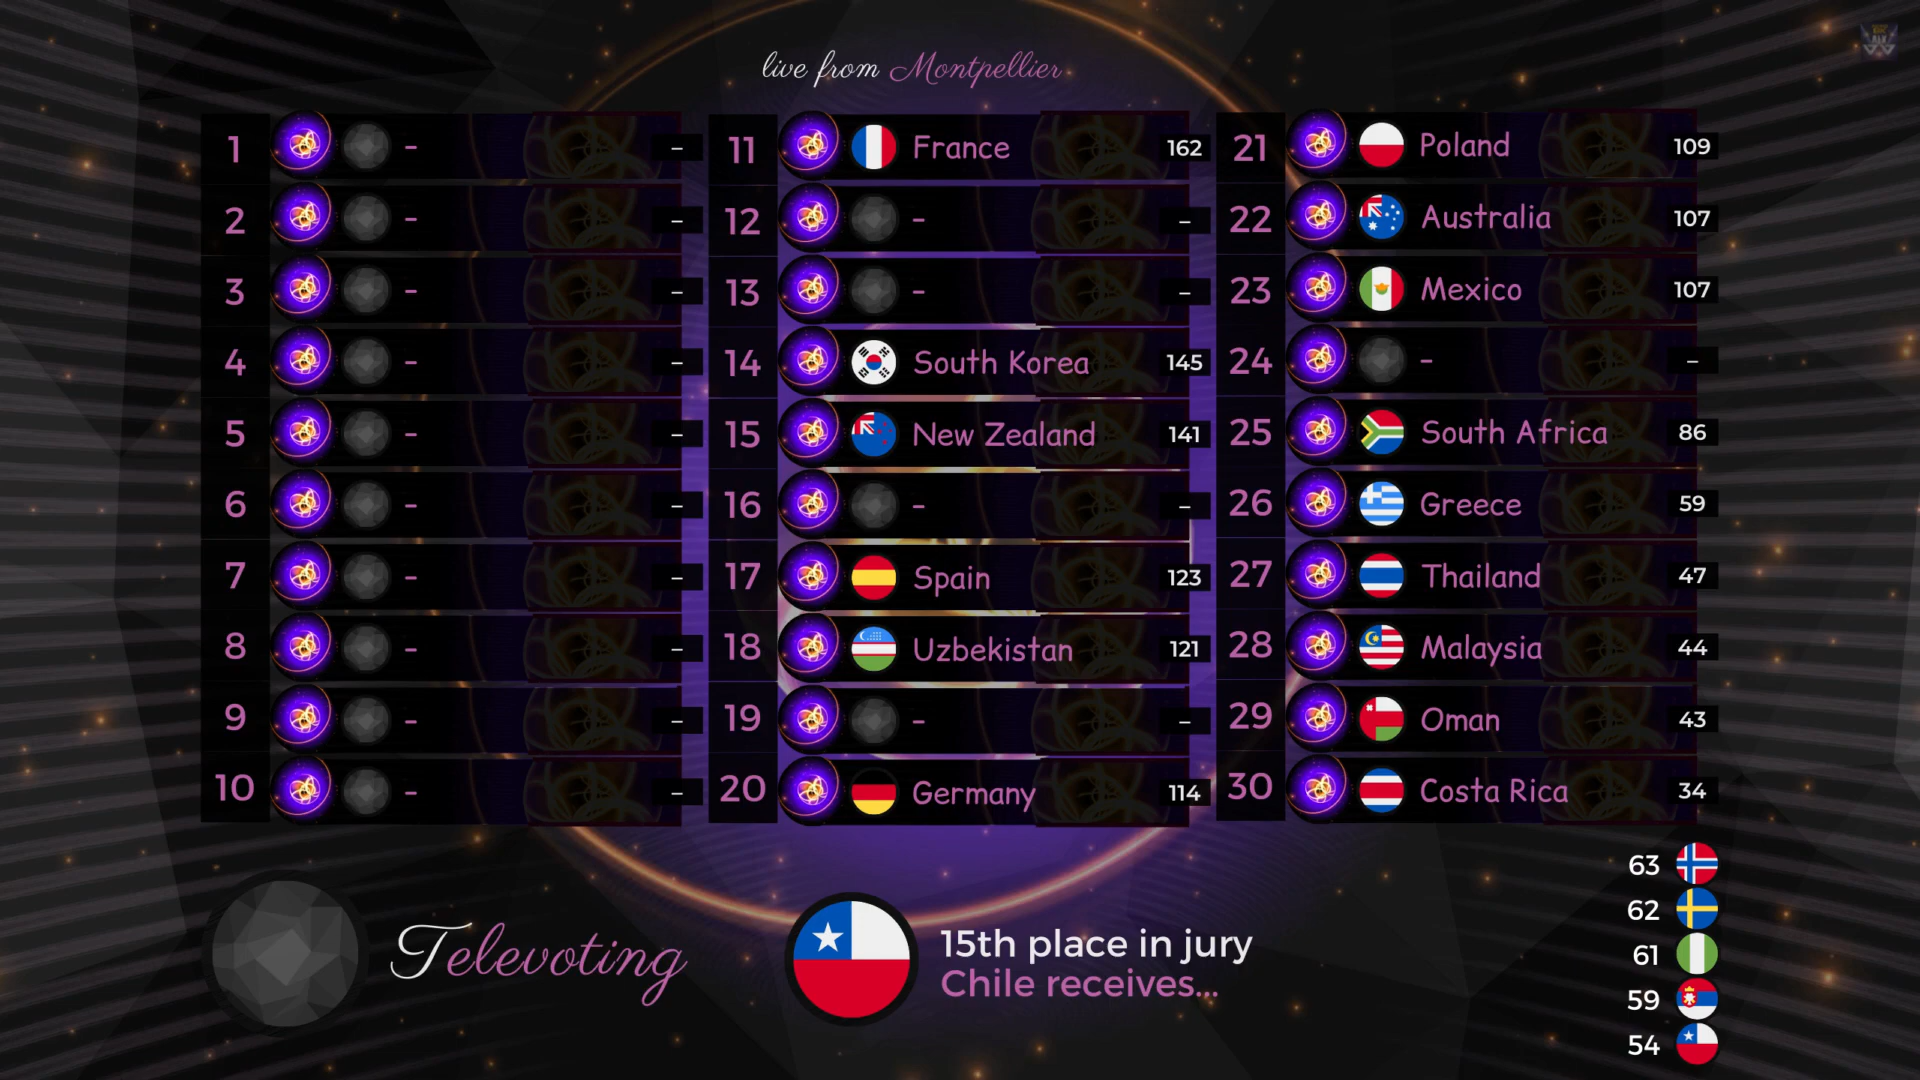 live from Montpellier
1 - -
2 - -
3 - -
4 - -
5 - -
6 - -
7 - -
8 - -
9 - -
10 - -
11 France 162
12 - -
13 - -
14 South Korea 145
15 New Zealand 141
16 - -
17 Spain 123
18 Uzbekistan 121
19 - -
20 Germany 114
21 Poland 109
22 Australia 107
23 Mexico 107
24 - -
25 South Africa 86
26 Greece 59
27 Thailand 47
28 Malaysia 44
29 Oman 43
30 Costa Rica 34
Televoting
15th place in jury
Chile receives...
63
62
61
59
54